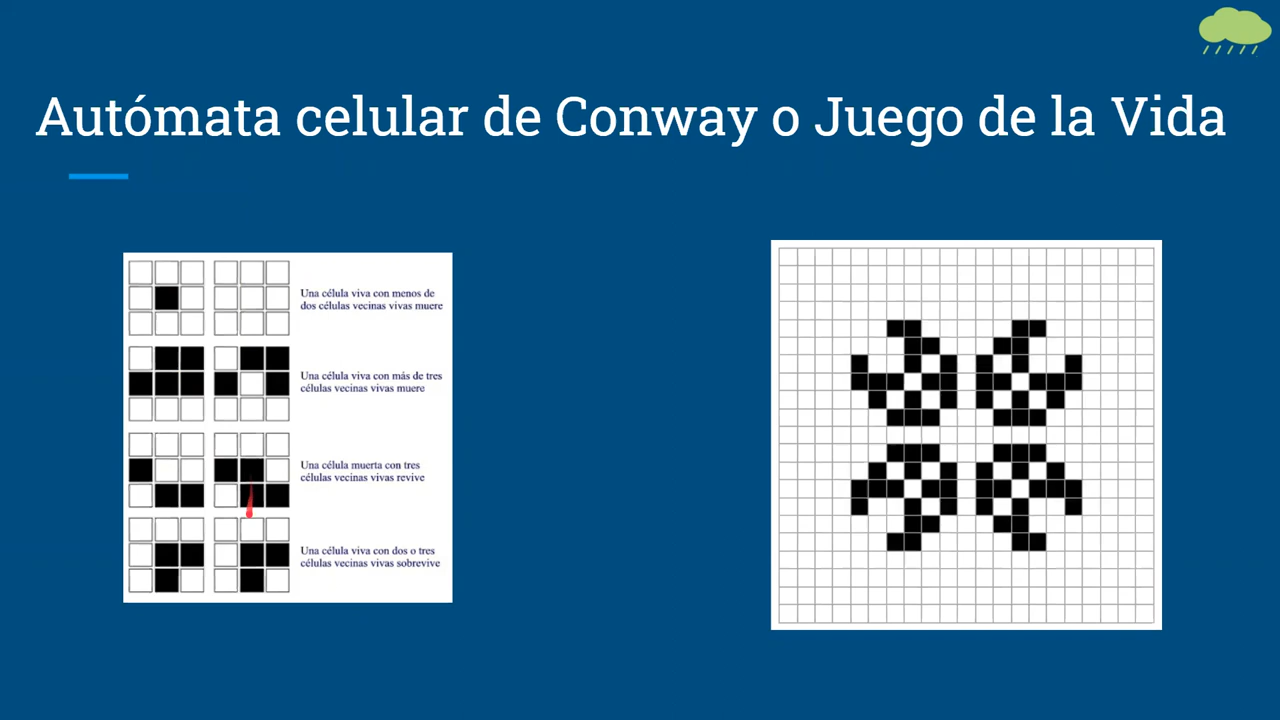 Autómata celular de Conway o Juego de la Vida
Una célula viva con menos de
dos células vecinas vivas muere
Una célula viva con más de tres
células vecinas vivas muere
Una célula muerta con tres
células vecinas vivas revive
Una célula viva con dos o tres
células vecinas vivas sobrevive